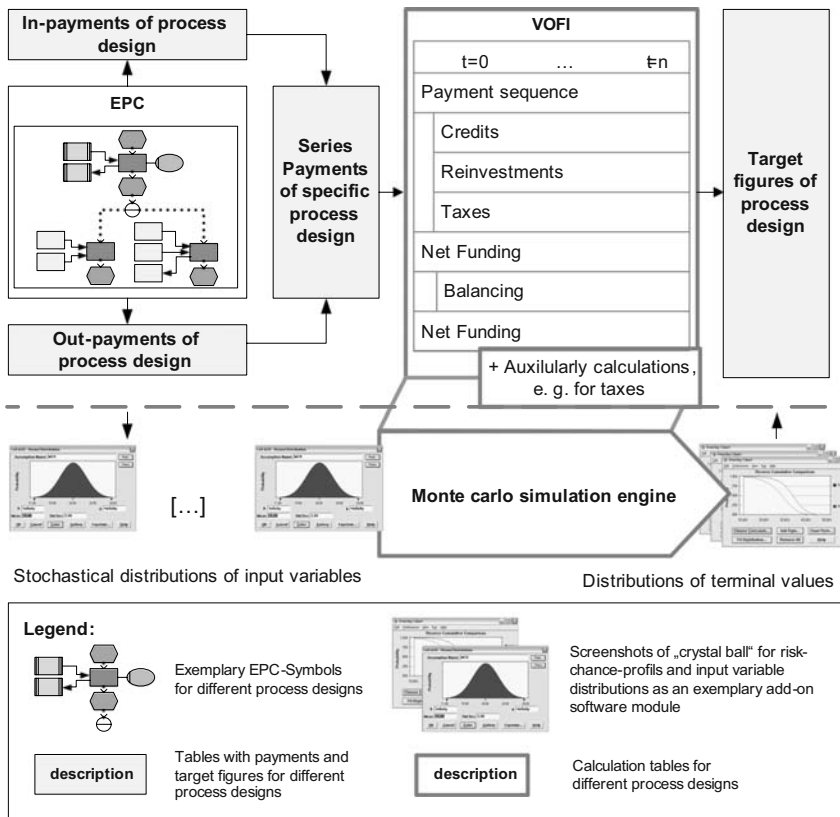 In-payments of process
design
EPC
Out-payments of
process design
Series
Payments
of specific
process
design
VOFI
t=0 … t=n
Payment sequence
Credits
Reinvestments
Taxes
Net Funding
Balancing
Net Funding
+ Auxilularly calculations,
e. g. for taxes
Target
figures of
process
design
[...]
Monte carlo simulation engine
Stochastical distributions of input variables
Distributions of terminal values
Legend:
Exemplary EPC-Symbols
for different process designs
Screenshots of „crystal ball“ for risk-
chance-profils and input variable
distributions as an exemplary add-on
software module
description
Tables with payments and
target figures for different
process designs
description
Calculation tables for
different process designs